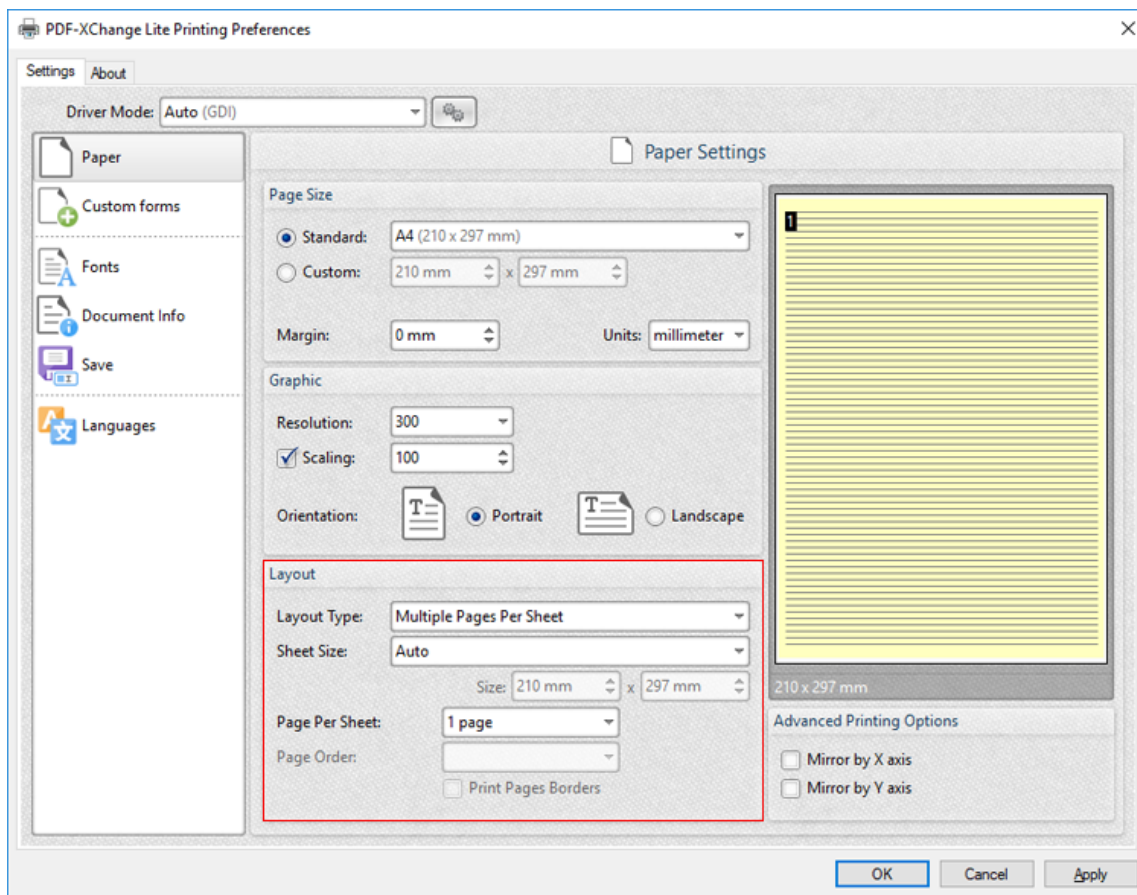 PDF-XChange Lite Printing Preferences
Settings About
Driver Mode: Auto (GDI)
Paper
Custom forms
Fonts
Document Info
Save
Languages
Paper Settings
Page Size
Standard: A4 (210 x 297 mm)
Custom: 210 mm x 297 mm
Margin: 0 mm Units: millimeter
Graphic
Resolution: 300
Scaling: 100
Orientation: T Portrait T Landscape
Layout
Layout Type: Multiple Pages Per Sheet
Sheet Size: Auto
Size: 210 mm x 297 mm
Page Per Sheet: 1 page
Page Order:
Print Pages Borders
1
210 x 297 mm
Advanced Printing Options
Mirror by X axis
Mirror by Y axis
OK Cancel Apply